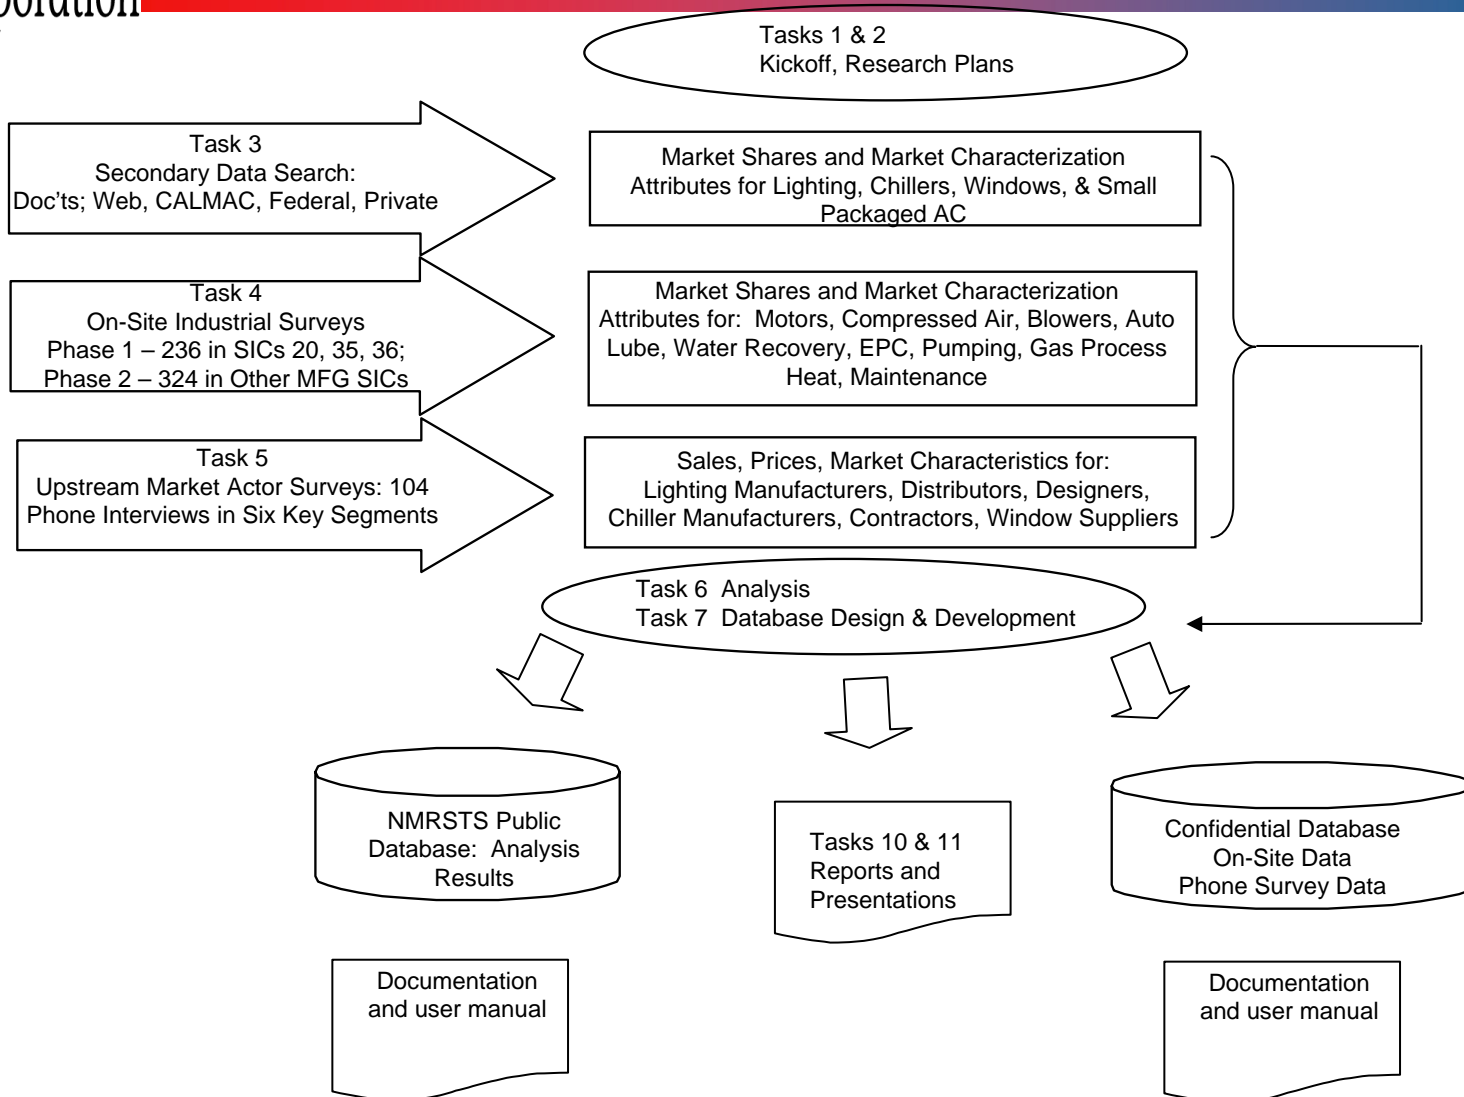 Tasks 1 & 2
Kickoff, Research Plans
Task 3
Secondary Data Search:
Doc'ts; Web, CALMAC, Federal, Private
Market Shares and Market Characterization
Attributes for Lighting, Chillers, Windows, & Small
Packaged AC
Task 4
On-Site Industrial Surveys
Phase 1 – 236 in SICs 20, 35, 36;
Phase 2 – 324 in Other MFG SICs
Market Shares and Market Characterization
Attributes for:  Motors, Compressed Air, Blowers, Auto
Lube, Water Recovery, EPC, Pumping, Gas Process
Heat, Maintenance
Task 5
Upstream Market Actor Surveys: 104
Phone Interviews in Six Key Segments
Sales, Prices, Market Characteristics for:
Lighting Manufacturers, Distributors, Designers,
Chiller Manufacturers, Contractors, Window Suppliers
Task 6  Analysis
Task 7  Database Design & Development
NMRSTS Public
Database:  Analysis
Results
Tasks 10 & 11
Reports and
Presentations
Confidential Database
On-Site Data
Phone Survey Data
Documentation
and user manual
Documentation
and user manual